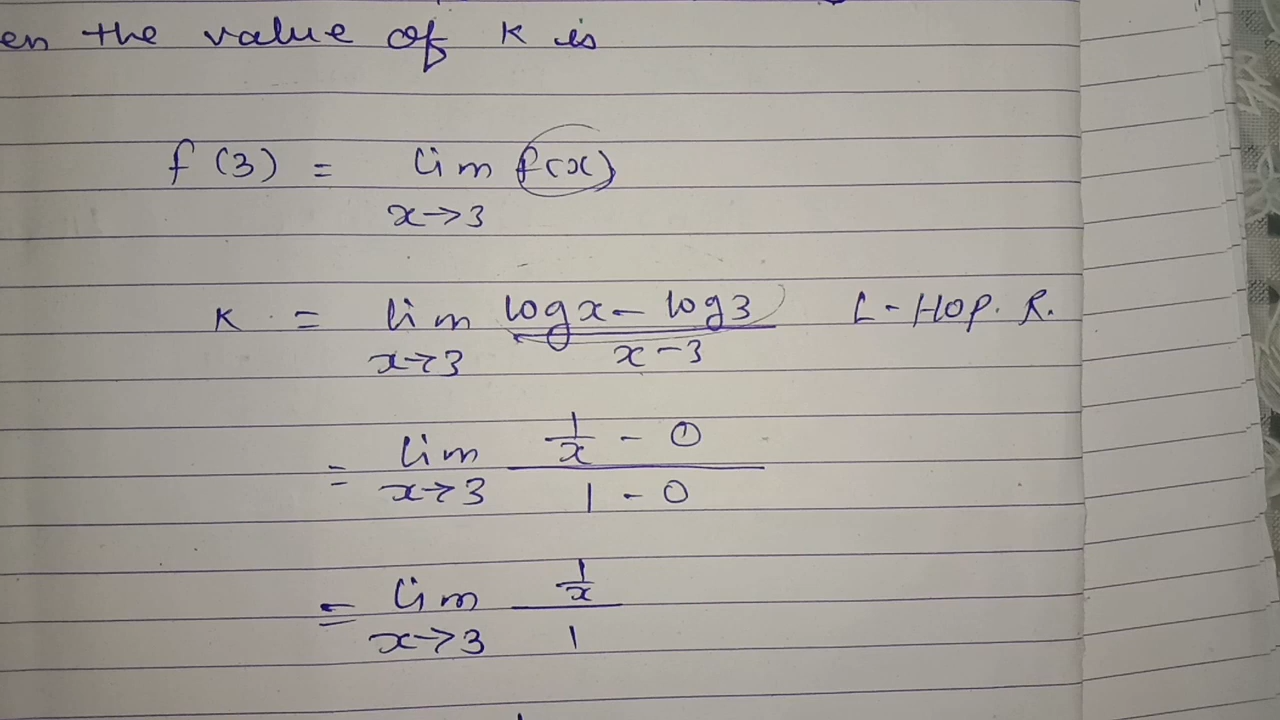 en the value of K is
f(3) = lim f(x)
x→3
K = lim log x - log 3 L-Hop. R.
x→3 x-3
= lim 1/x - 0
x→3 1-0
= lim 1/x
x→3 1